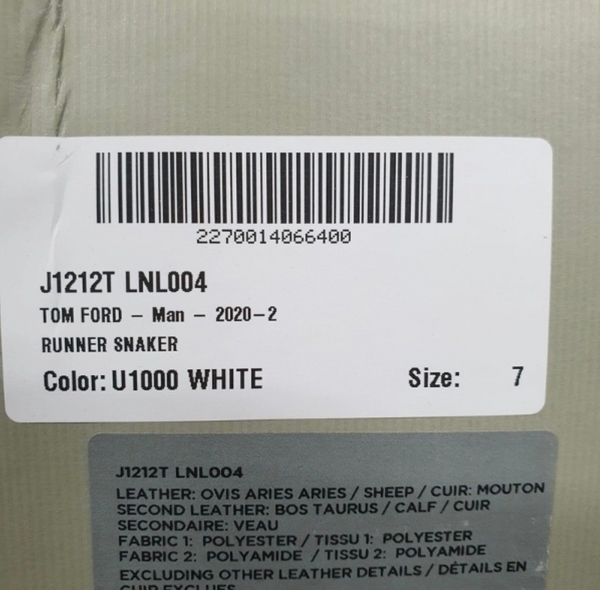 2270014066400
J1212T LNL004
TOM FORD - Man - 2020-2
RUNNER SNAKER
Color: U1000 WHITE Size: 7
J1212T LNL004
LEATHER: OVIS ARIES ARIES / SHEEP / CUIR: MOUTON
SECOND LEATHER: BOS TAURUS / CALF / CUIR
SECONDAIRE: VEAU
FABRIC 1: POLYESTER / TISSU 1: POLYESTER
FABRIC 2: POLYAMIDE / TISSU 2: POLYAMIDE
EXCLUDING OTHER LEATHER DETAILS / DÉTAILS EN
CUIR EXCLUES